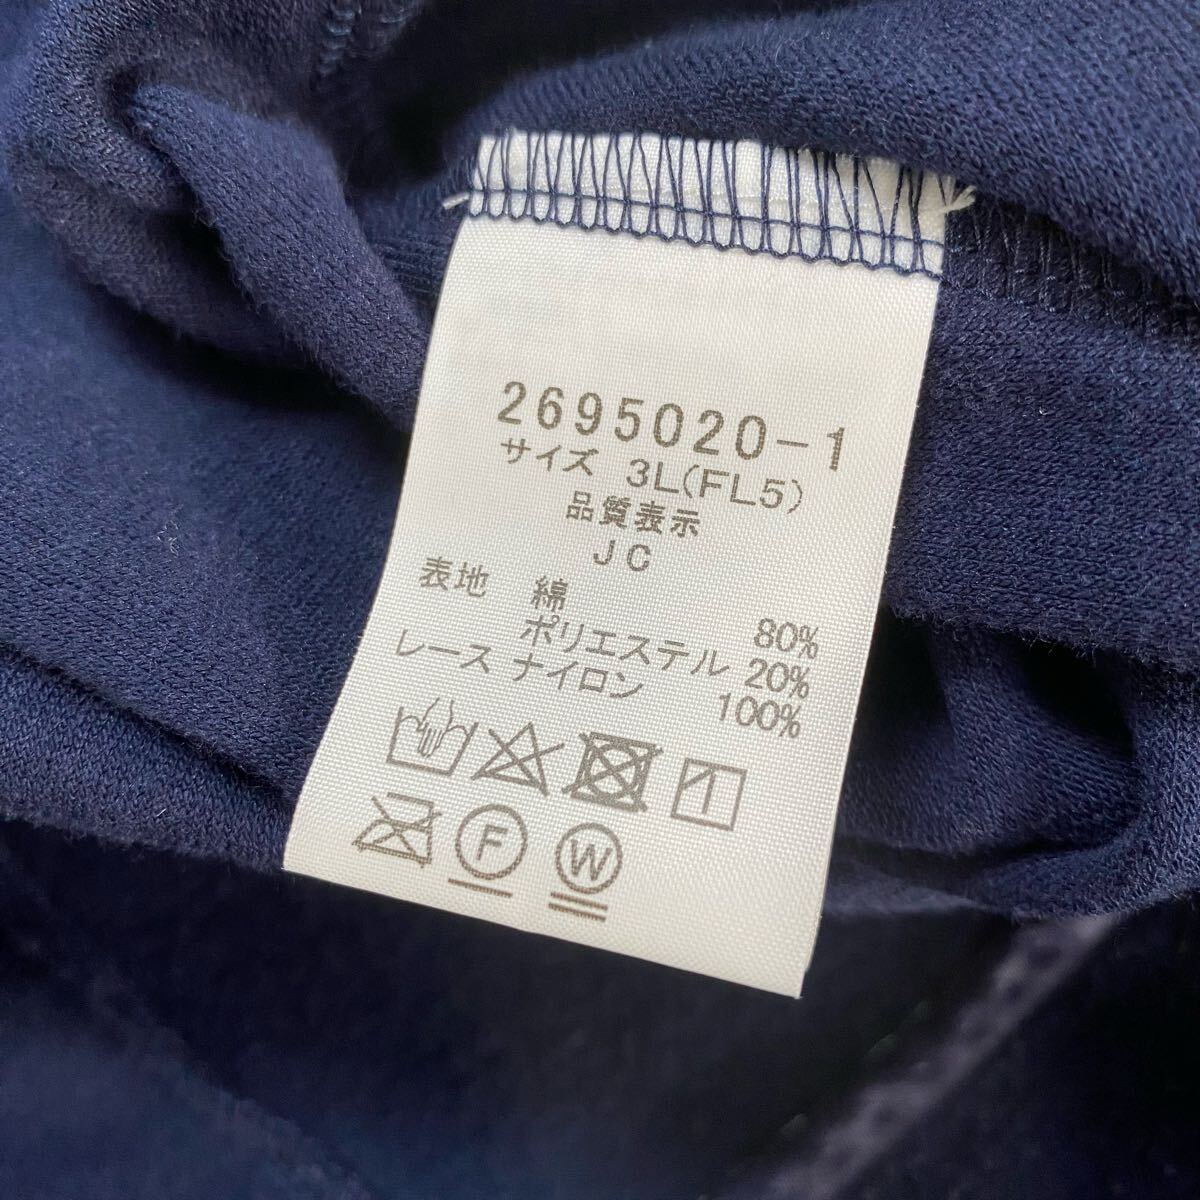 2695020-1
サイズ 3L(FL5)
品質表示
JC
表地 綿 80%
ポリエステル 20%
レース ナイロン 100%
F W